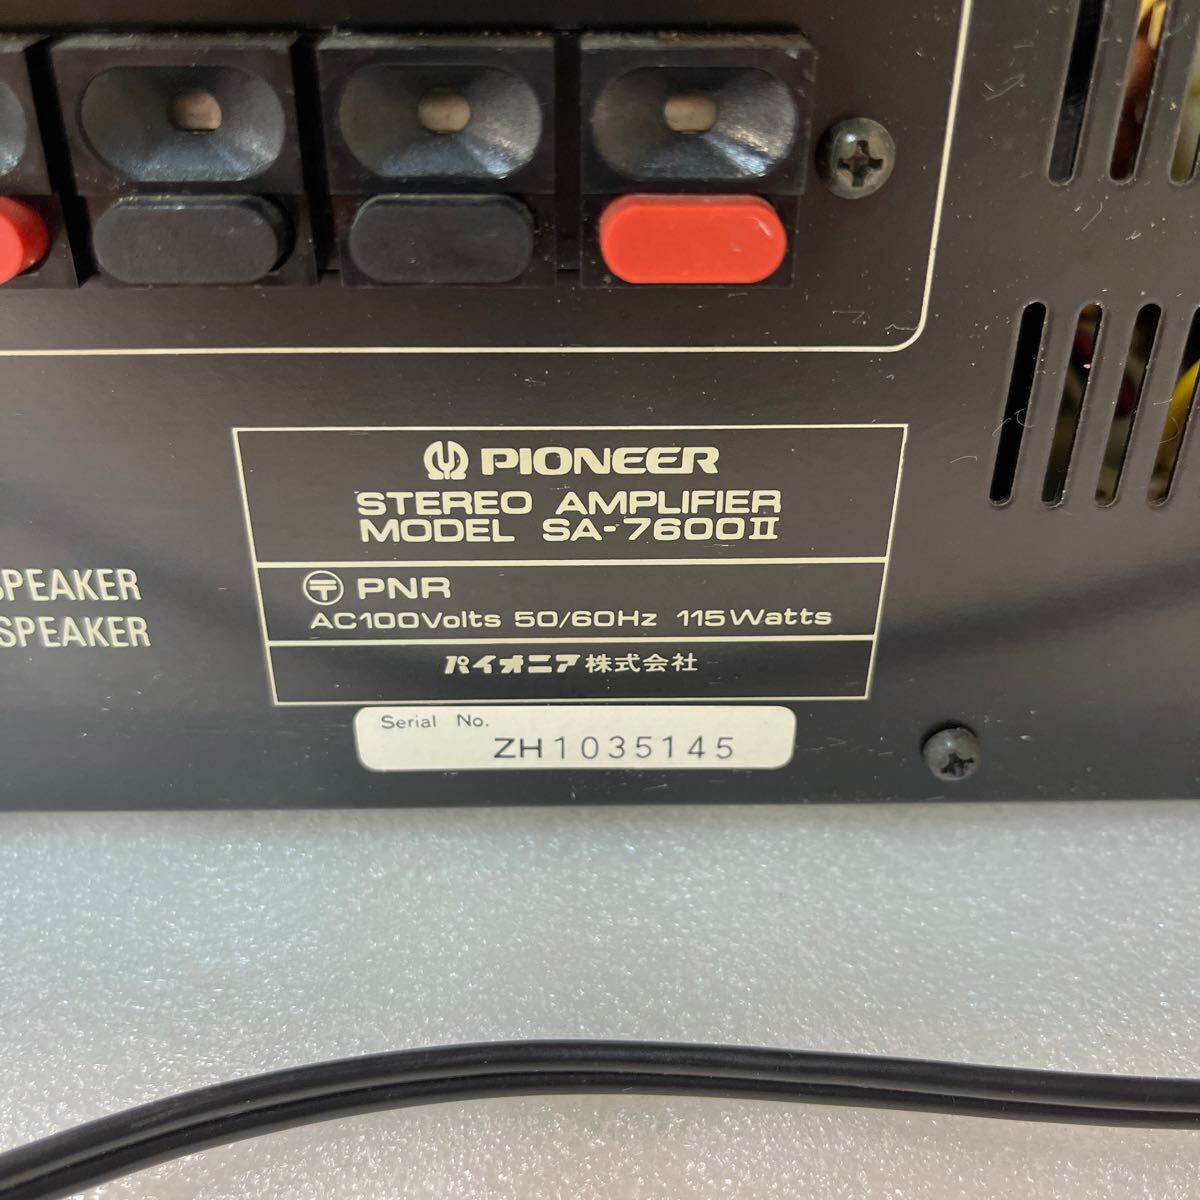 PIONEER
STEREO AMPLIFIER
MODEL SA-7600II
〒 PNR
AC100Volts 50/60Hz 115Watts
パイオニア株式会社
SPEAKER
SPEAKER
Serial No.
ZH1035145